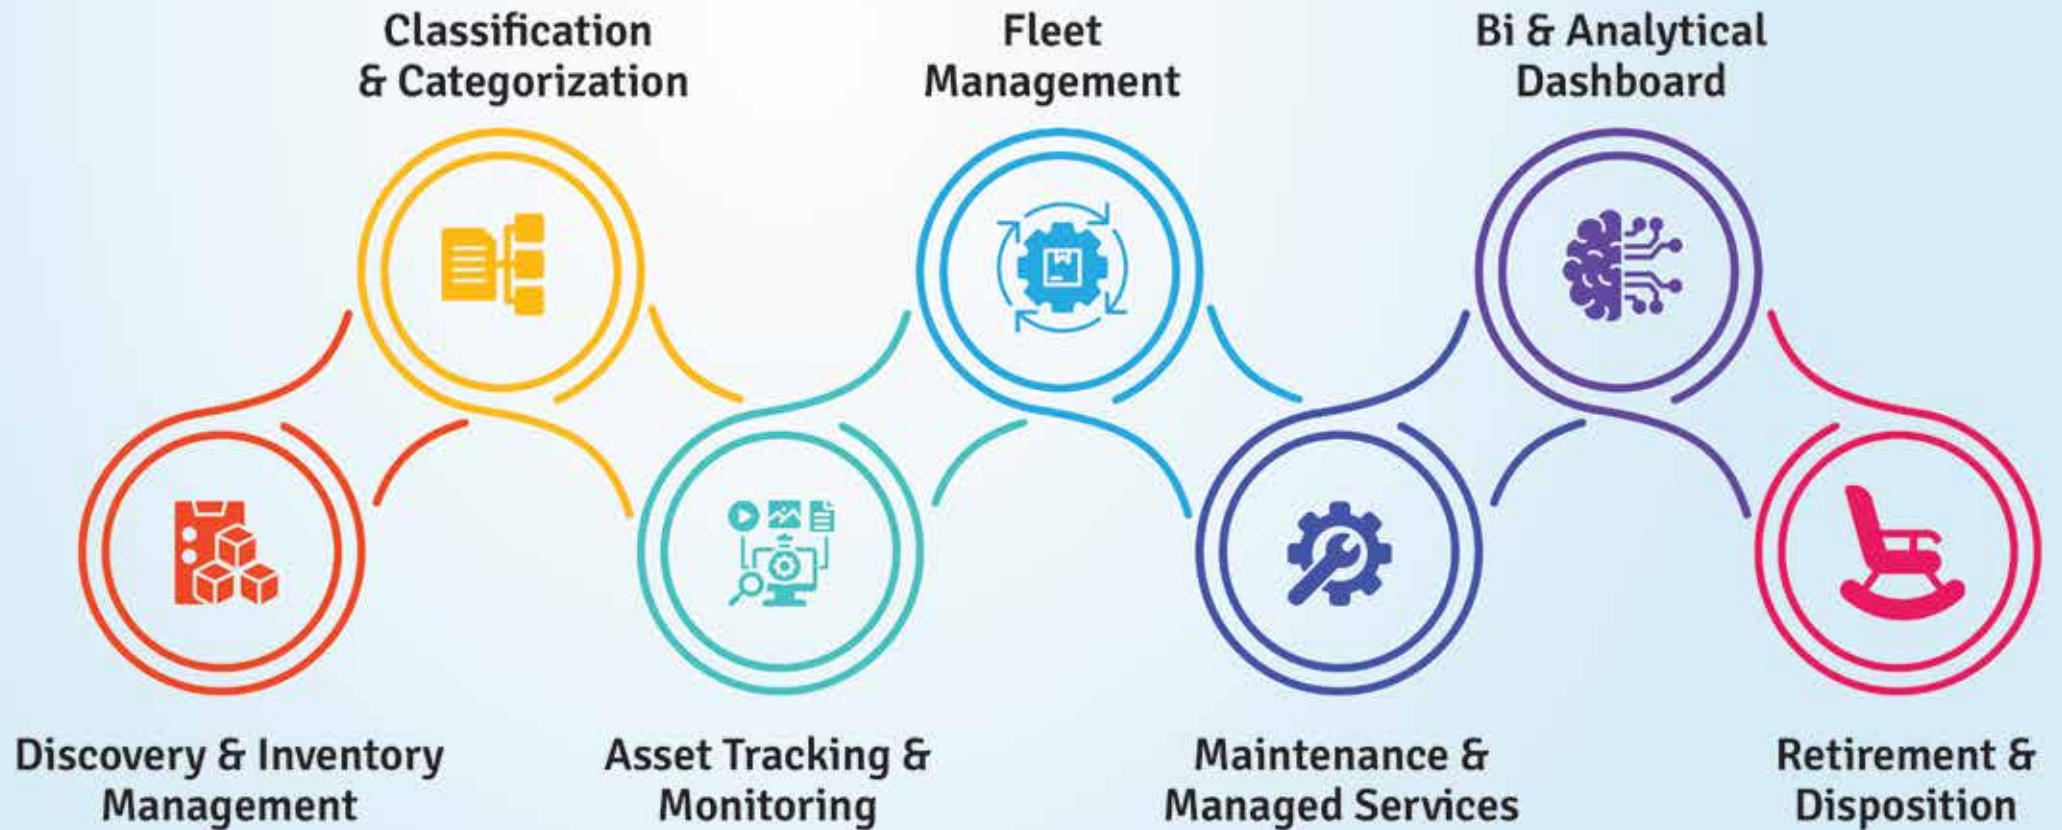 Classification
& Categorization
Fleet
Management
Bi & Analytical
Dashboard
Discovery & Inventory
Management
Asset Tracking &
Monitoring
Maintenance &
Managed Services
Retirement &
Disposition